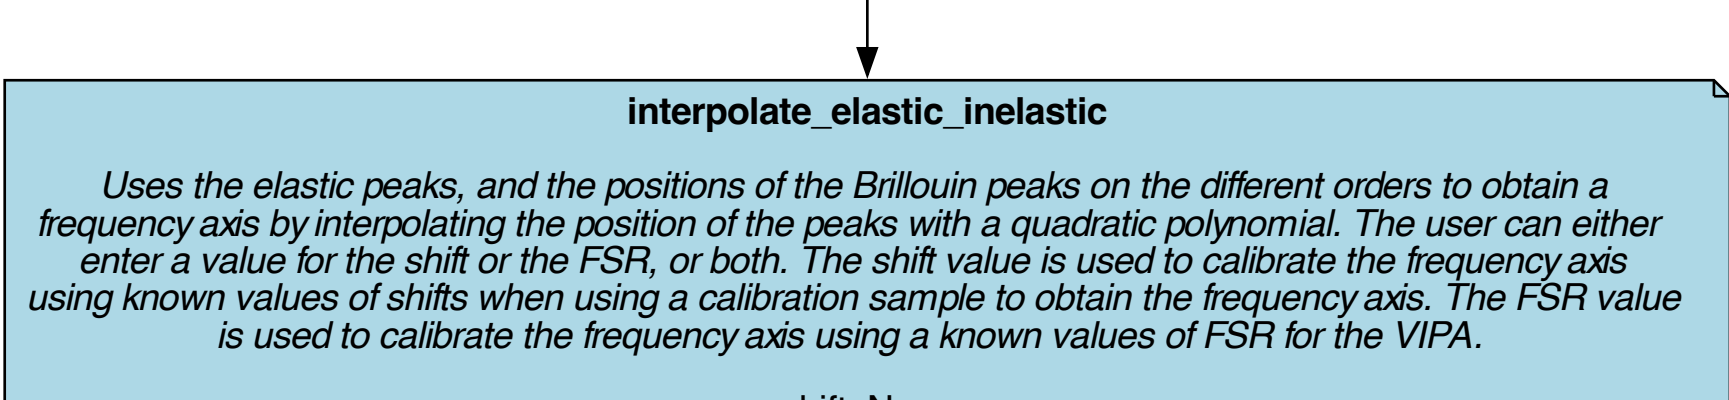 interpolate_elastic_inelastic
Uses the elastic peaks, and the positions of the Brillouin peaks on the different orders to obtain a
frequency axis by interpolating the position of the peaks with a quadratic polynomial. The user can either
enter a value for the shift or the FSR, or both. The shift value is used to calibrate the frequency axis
using known values of shifts when using a calibration sample to obtain the frequency axis. The FSR value
is used to calibrate the frequency axis using a known values of FSR for the VIPA.